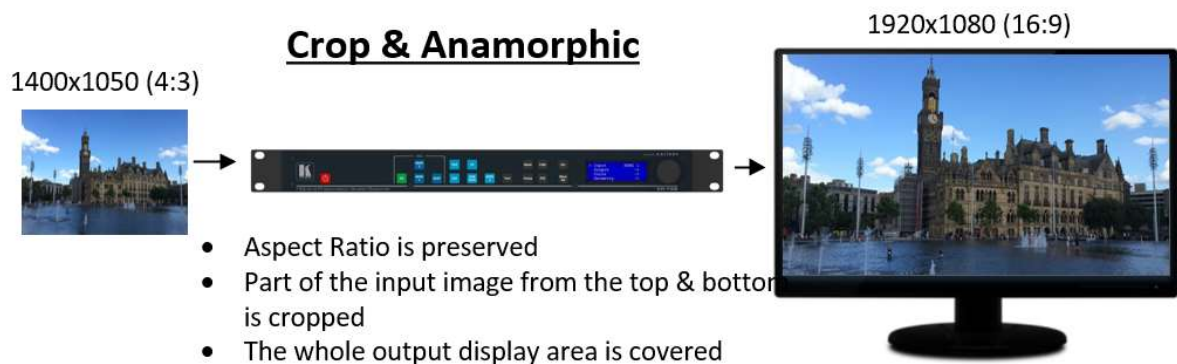 1920x1080 (16:9)
Crop & Anamorphic
1400x1050 (4:3)
• Aspect Ratio is preserved
• Part of the input image from the top & bottom
is cropped
• The whole output display area is covered